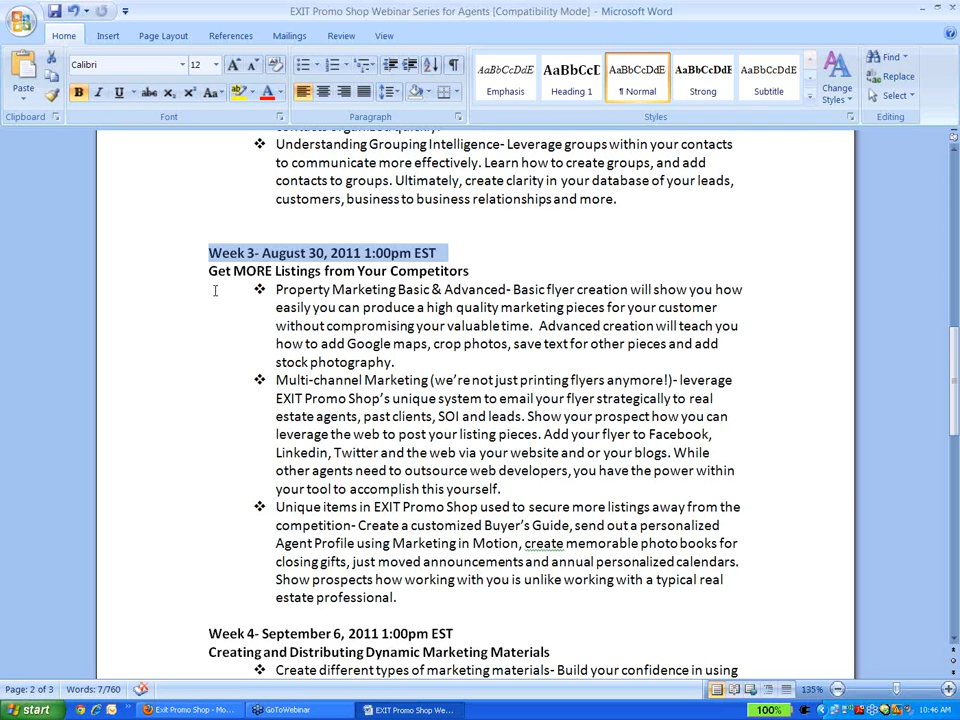 EXIT Promo Shop Webinar Series for Agents [Compatibility Mode] - Microsoft Word
Home Insert Page Layout References Mailings Review View
Paste
Calibri 12
AaBbCcDdE AaBbCcD AaBbCcDdE AaBbCcDdE AaBbCcDdE
Emphasis Heading 1 ¶ Normal Strong Subtitle
Change Styles
Find
Replace
Select
Clipboard Font Paragraph Styles Editing
contacts organized quickly.
❖ Understanding Grouping Intelligence- Leverage groups within your contacts
to communicate more effectively. Learn how to create groups, and add
contacts to groups. Ultimately, create clarity in your database of your leads,
customers, business to business relationships and more.
Week 3- August 30, 2011 1:00pm EST
Get MORE Listings from Your Competitors
❖ Property Marketing Basic & Advanced- Basic flyer creation will show you how
easily you can produce a high quality marketing pieces for your customer
without compromising your valuable time. Advanced creation will teach you
how to add Google maps, crop photos, save text for other pieces and add
stock photography.
❖ Multi-channel Marketing (we're not just printing flyers anymore!)- leverage
EXIT Promo Shop's unique system to email your flyer strategically to real
estate agents, past clients, SOI and leads. Show your prospect how you can
leverage the web to post your listing pieces. Add your flyer to Facebook,
Linkedin, Twitter and the web via your website and or your blogs. While
other agents need to outsource web developers, you have the power within
your tool to accomplish this yourself.
❖ Unique items in EXIT Promo Shop used to secure more listings away from the
competition- Create a customized Buyer's Guide, send out a personalized
Agent Profile using Marketing in Motion, create memorable photo books for
closing gifts, just moved announcements and annual personalized calendars.
Show prospects how working with you is unlike working with a typical real
estate professional.
Week 4- September 6, 2011 1:00pm EST
Creating and Distributing Dynamic Marketing Materials
❖ Create different types of marketing materials- Build your confidence in using
Page: 2 of 3 Words: 7/760 135%
start Exit Promo Shop - Mo... GoToWebinar EXIT Promo Shop We... 100% 10:46 AM